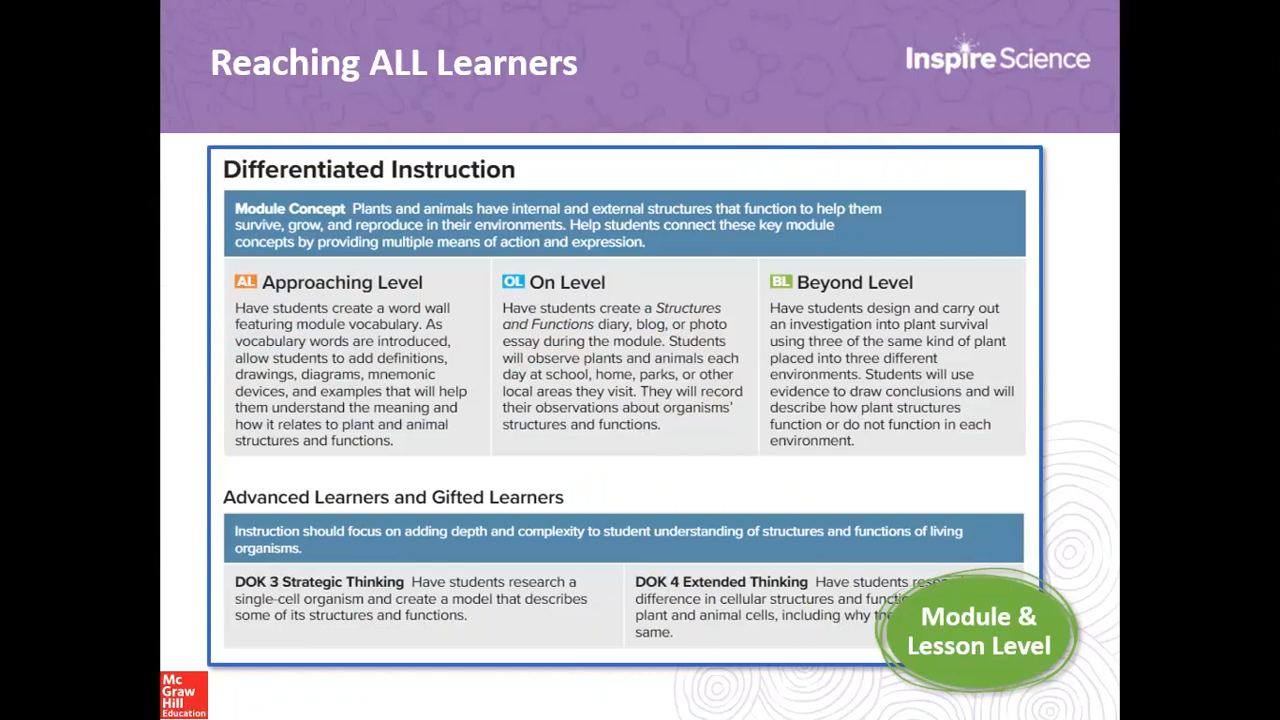 Reaching ALL Learners
Inspire Science
Differentiated Instruction
Module Concept Plants and animals have internal and external structures that function to help them
survive, grow, and reproduce in their environments. Help students connect these key module
concepts by providing multiple means of action and expression.
AL Approaching Level
Have students create a word wall
featuring module vocabulary. As
vocabulary words are introduced,
allow students to add definitions,
drawings, diagrams, mnemonic
devices, and examples that will help
them understand the meaning and
how it relates to plant and animal
structures and functions.
OL On Level
Have students create a Structures
and Functions diary, blog, or photo
essay during the module. Students
will observe plants and animals each
day at school, home, parks, or other
local areas they visit. They will record
their observations about organisms'
structures and functions.
BL Beyond Level
Have students design and carry out
an investigation into plant survival
using three of the same kind of plant
placed into three different
environments. Students will use
evidence to draw conclusions and will
describe how plant structures
function or do not function in each
environment.
Advanced Learners and Gifted Learners
Instruction should focus on adding depth and complexity to student understanding of structures and functions of living
organisms.
DOK 3 Strategic Thinking Have students research a
single-cell organism and create a model that describes
some of its structures and functions.
DOK 4 Extended Thinking Have students
difference in cellular structures and
plant and animal cells, including why
same.
Module &
Lesson Level
Mc
Graw
Hill
Education